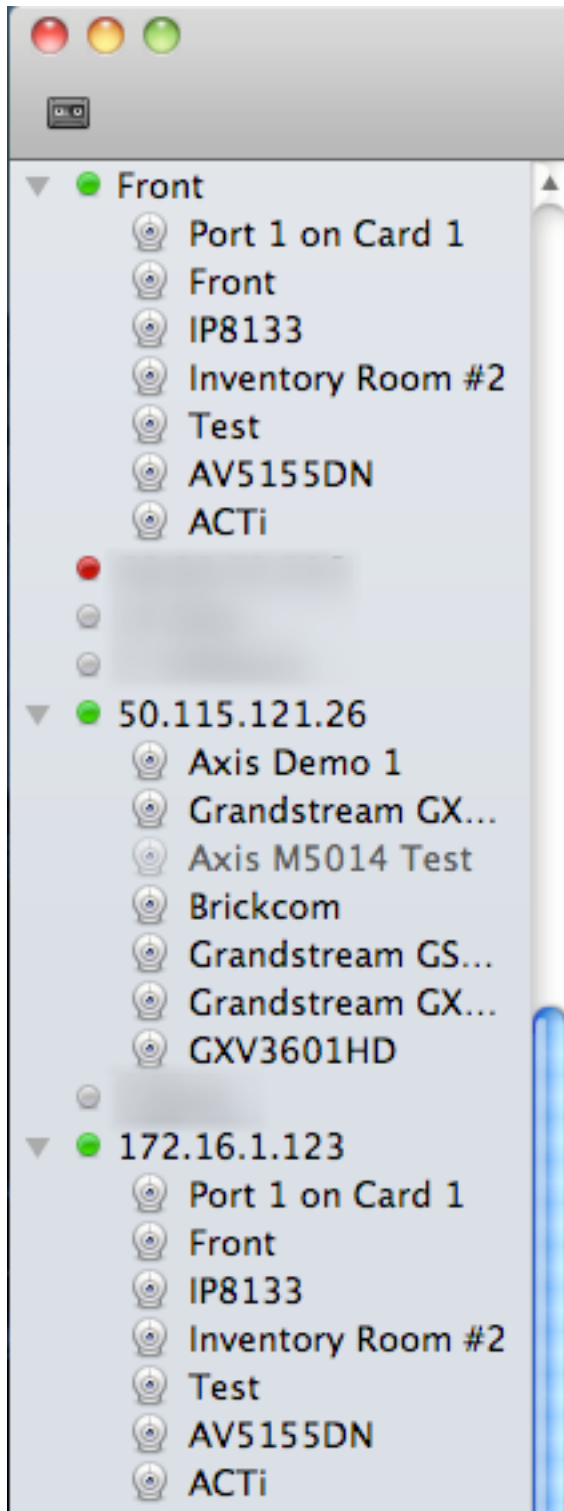 Front
Port 1 on Card 1
Front
IP8133
Inventory Room #2
Test
AV5155DN
ACTi
50.115.121.26
Axis Demo 1
Grandstream GX...
Axis M5014 Test
Brickcom
Grandstream GS...
Grandstream GX...
GXV3601HD
172.16.1.123
Port 1 on Card 1
Front
IP8133
Inventory Room #2
Test
AV5155DN
ACTi